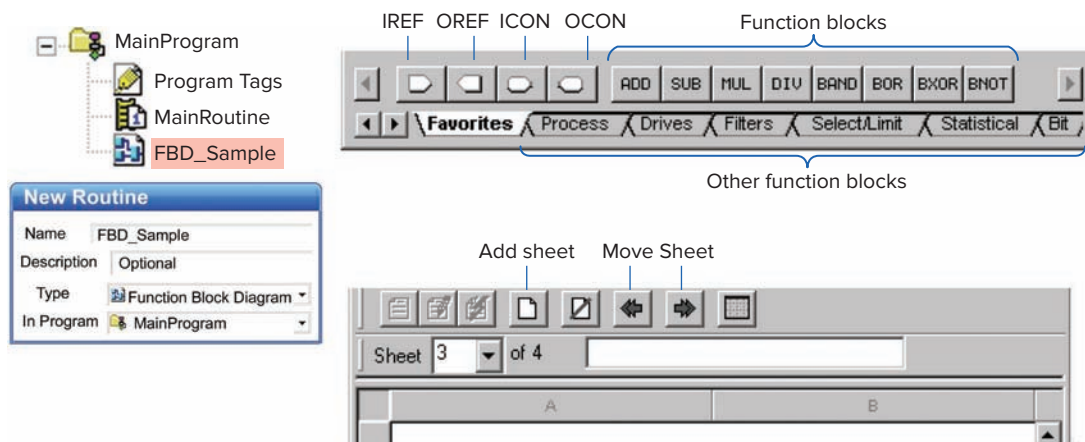 IREF OREF ICON OCON Function blocks
MainProgram
Program Tags
MainRoutine
FBD_Sample
ADD SUB MUL DIV BAND BOR BXOR BNOT
Favorites Process Drives Filters Select/Limit Statistical Bit
Other function blocks
New Routine
Name FBD_Sample
Description Optional
Type Function Block Diagram
In Program MainProgram
Add sheet Move Sheet
Sheet 3 of 4
A B